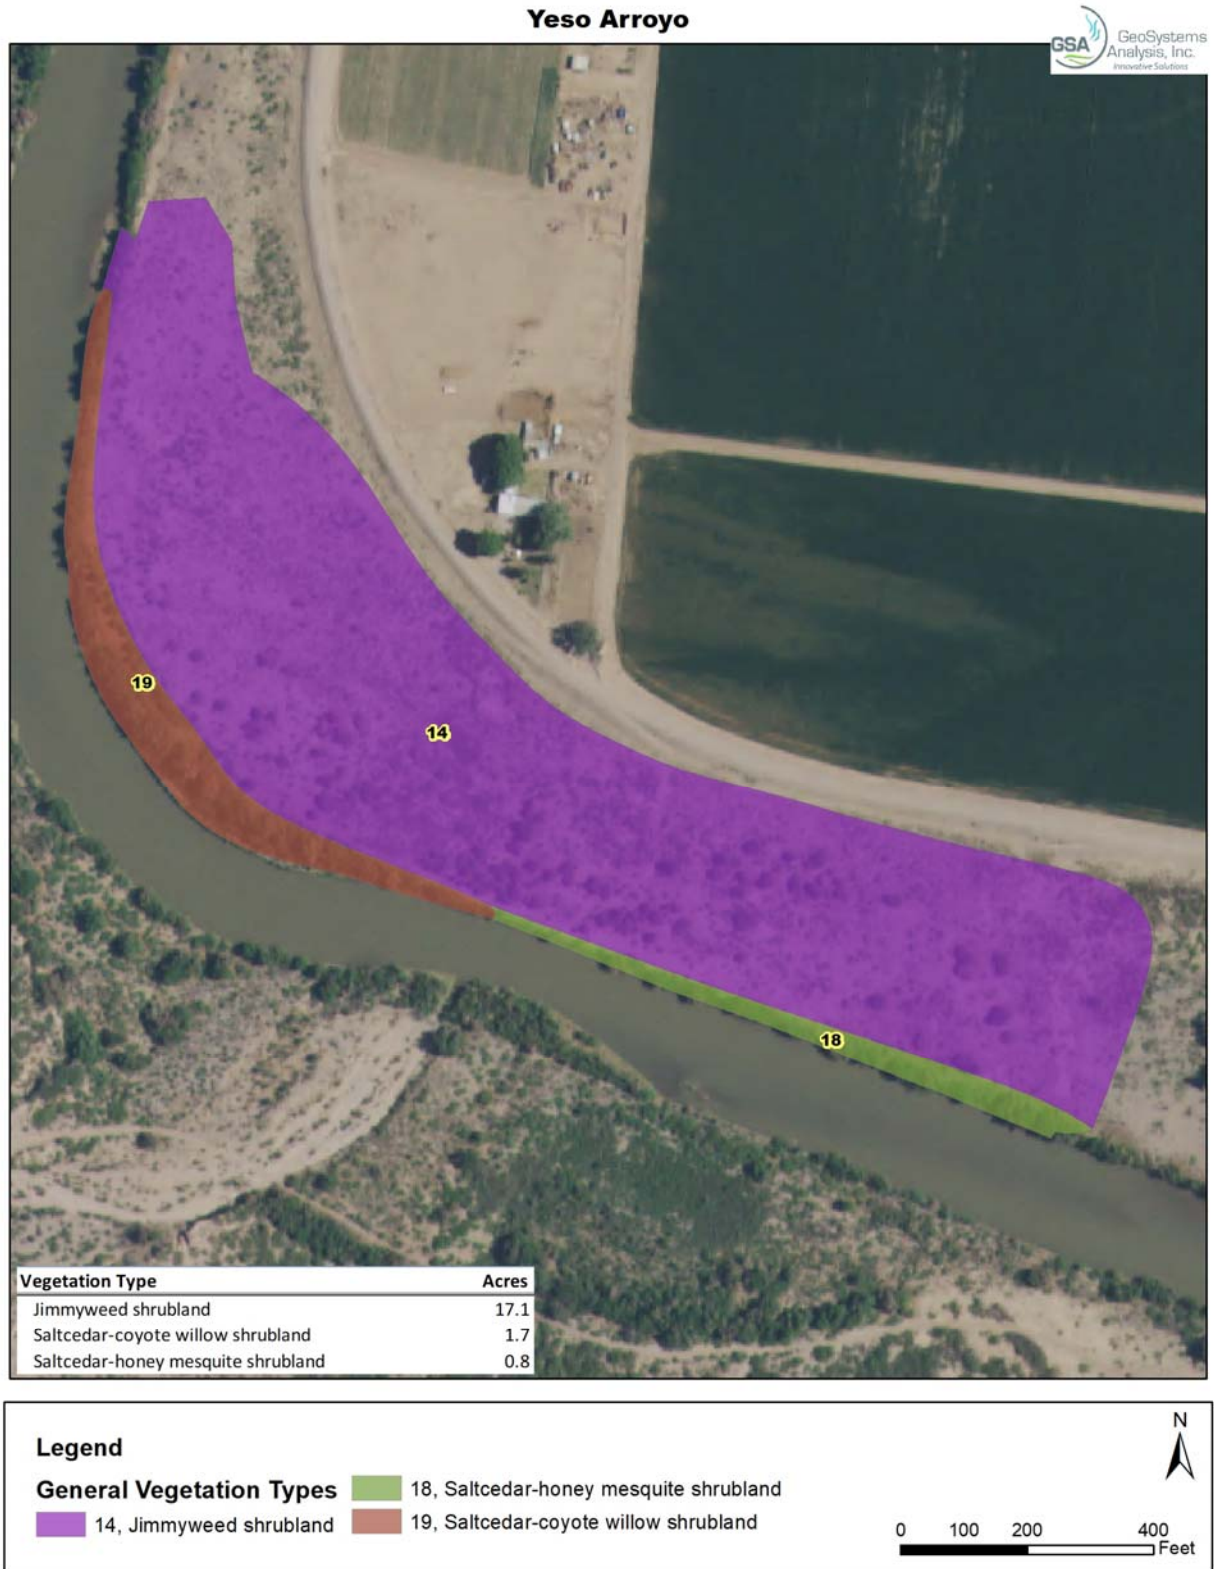 Yeso Arroyo
GSA
GeoSystems
Analysis, Inc.
Innovative Solutions
19
14
18
Vegetation Type Acres
Jimmyweed shrubland 17.1
Saltcedar-coyote willow shrubland 1.7
Saltcedar-honey mesquite shrubland 0.8
Legend
General Vegetation Types
14, Jimmyweed shrubland
18, Saltcedar-honey mesquite shrubland
19, Saltcedar-coyote willow shrubland
N
0 100 200 400
Feet